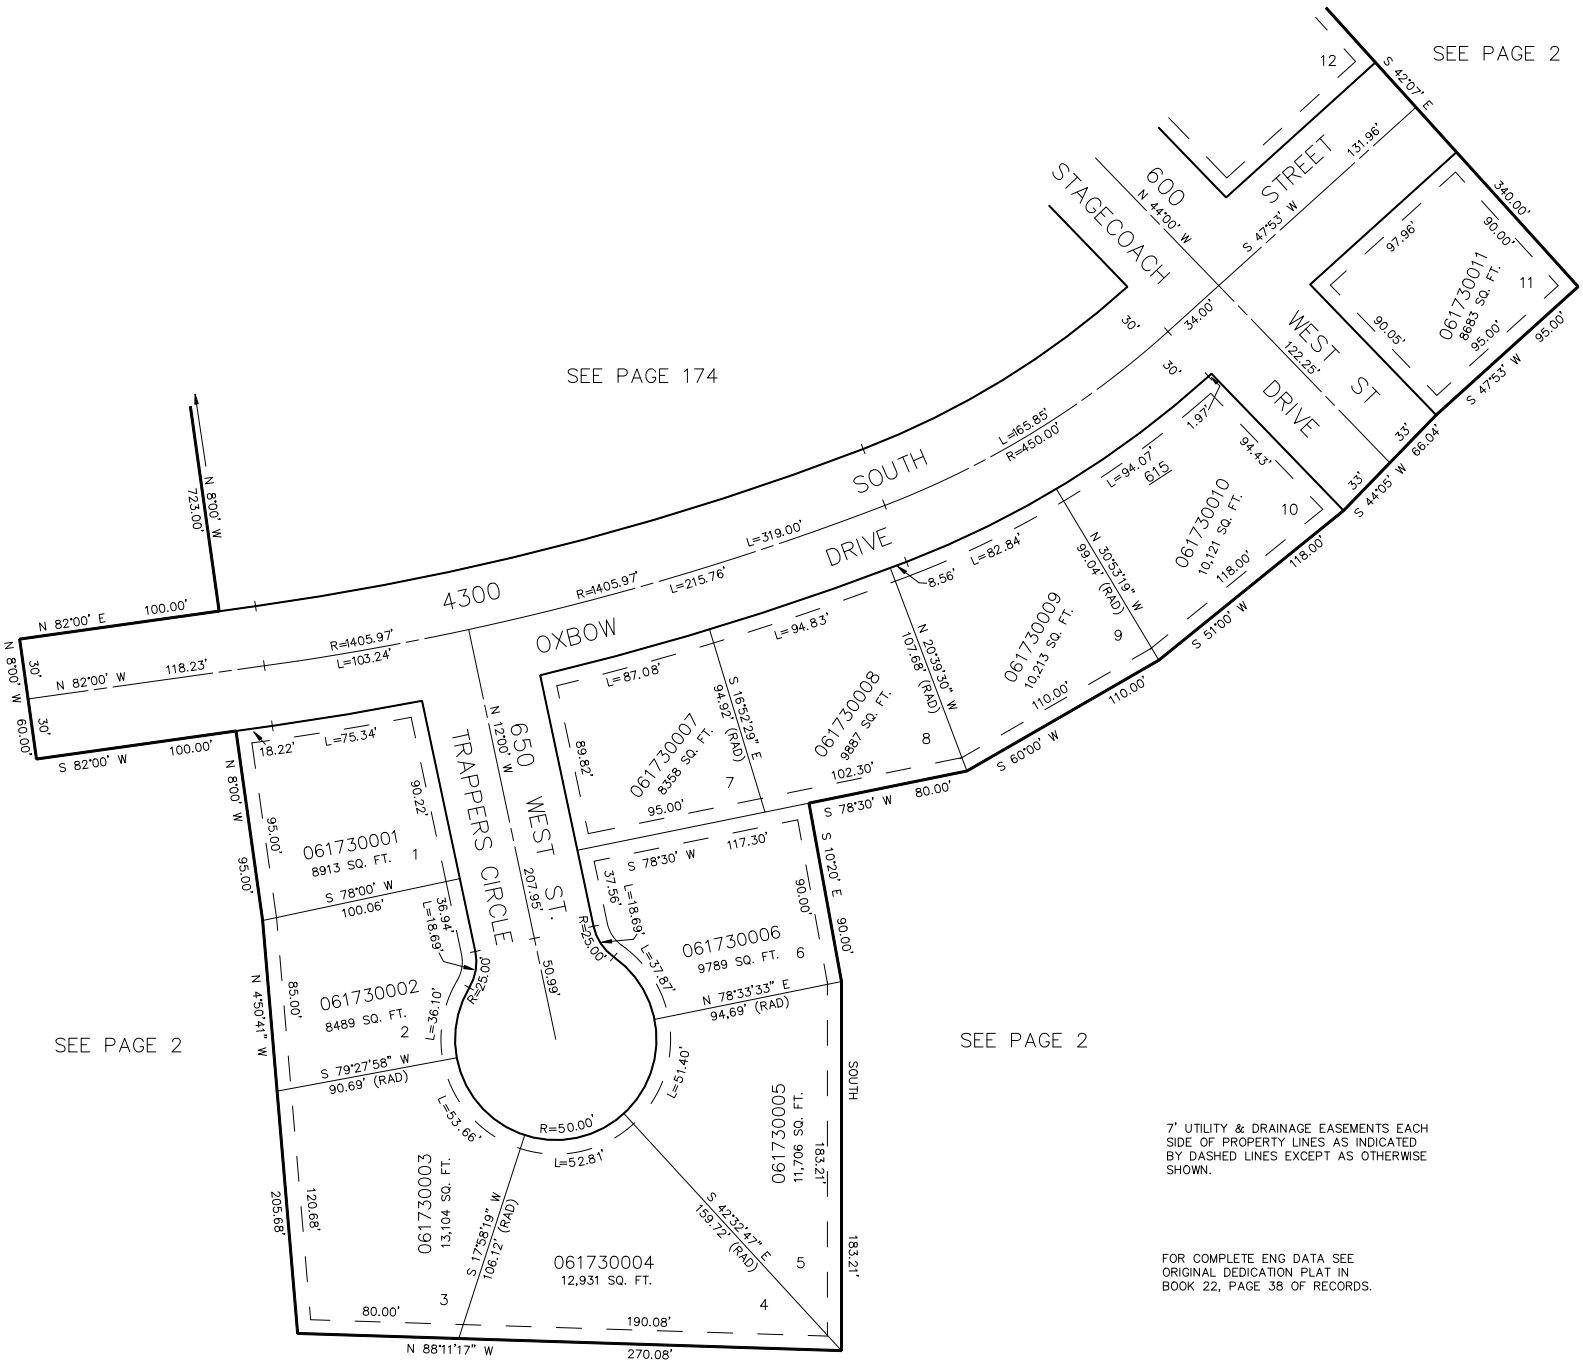 SEE PAGE 2
12
S 42°07' E
131.96'
STREET
600
STAGECOACH
N 44°00' W
S 47°53' W
340.00'
97.96'
90.00'
061730011
8683 SQ. FT.
11
90.05'
95.00'
95.00'
S 47°53' W
WEST ST
122.25'
DRIVE
34.00'
30'
30'
33'
33'
66.04'
S 44°05' W
SEE PAGE 174
L=165.85'
R=450.00'
1.97'
94.43'
L=94.07'
615
061730010
10,121 SQ. FT.
10
118.00'
118.00'
S 51°00' W
SOUTH
L=319.00'
DRIVE
L=82.84'
8.56'
N 30°53'19" W
99.04' (RAD)
N 8°00' W
723.00'
4300
R=1405.97'
L=215.76'
OXBOW
N 82°00' E
100.00'
R=1405.97'
L=103.24'
N 82°00' W
118.23'
N 8°00' W
60.00'
30'
30'
S 82°00' W
100.00'
18.22'
L=75.34'
L=87.08'
L=94.83'
061730009
10,213 SQ. FT.
9
110.00'
110.00'
S 60°00' W
N 20°39'30" W
107.68' (RAD)
061730008
9887 SQ. FT.
8
102.30'
S 78°30' W
80.00'
S 16°52'29" E
94.92' (RAD)
061730007
8358 SQ. FT.
7
89.82'
95.00'
N 12°00' W
650 WEST ST.
TRAPPERS CIRCLE
207.95'
50.99'
N 8°00' W
95.00'
95.00'
90.22'
061730001
8913 SQ. FT.
1
S 78°00' W
100.06'
36.94'
L=18.69'
R=25.00'
S 78°30' W
117.30'
37.56'
L=18.69'
R=25.00'
L=37.87'
90.00'
S 10°20' E
90.00'
061730006
9789 SQ. FT.
6
N 78°33'33" E
94.69' (RAD)
N 4°50'41" W
85.00'
061730002
8489 SQ. FT.
2
L=36.10'
S 79°27'58" W
90.69' (RAD)
SEE PAGE 2
SEE PAGE 2
L=53.66'
R=50.00'
L=52.81'
L=51.40'
SOUTH
061730005
11,706 SQ. FT.
183.21'
183.21'
5
205.68'
120.68'
061730003
13,104 SQ. FT.
3
S 17°58'19" W
106.12' (RAD)
061730004
12,931 SQ. FT.
4
S 42°32'47" E
159.72' (RAD)
80.00'
190.08'
N 88°11'17" W
270.08'
7' UTILITY & DRAINAGE EASEMENTS EACH
SIDE OF PROPERTY LINES AS INDICATED
BY DASHED LINES EXCEPT AS OTHERWISE
SHOWN.
FOR COMPLETE ENG DATA SEE
ORIGINAL DEDICATION PLAT IN
BOOK 22, PAGE 38 OF RECORDS.